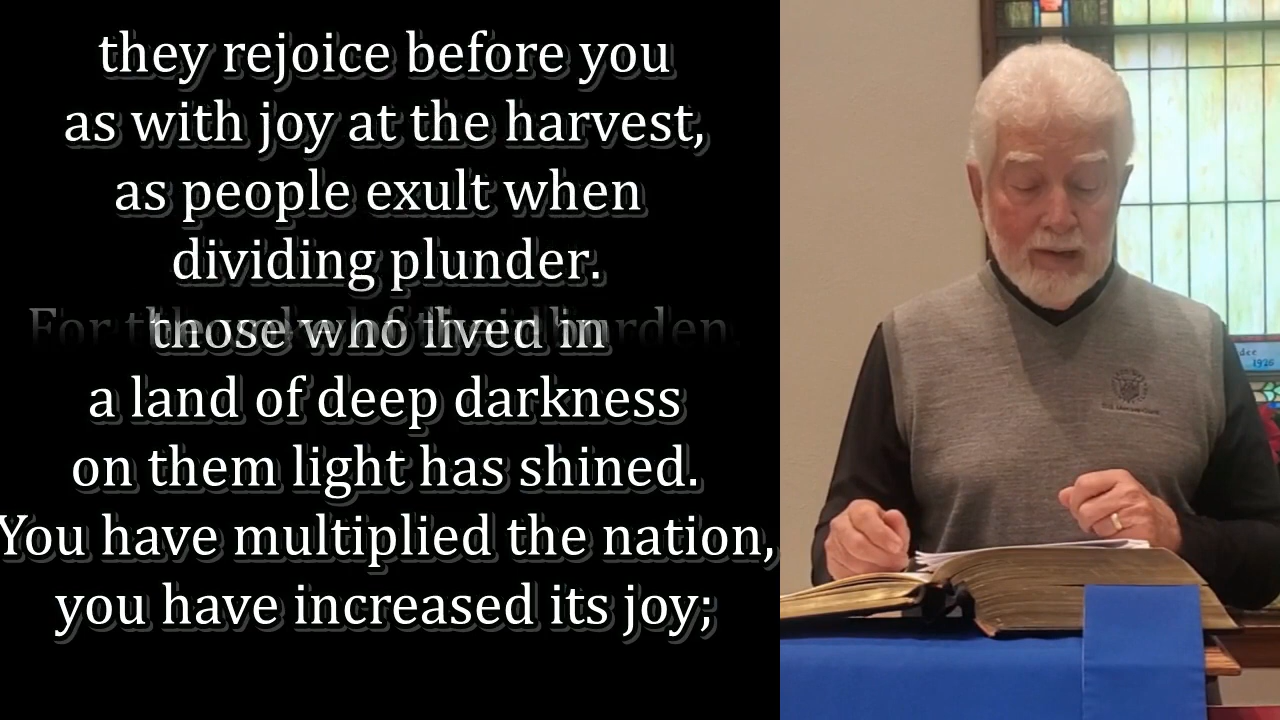 they rejoice before you
as with joy at the harvest,
as people exult when
dividing plunder.
those who lived in
a land of deep darkness
on them light has shined.
You have multiplied the nation,
you have increased its joy;
1926